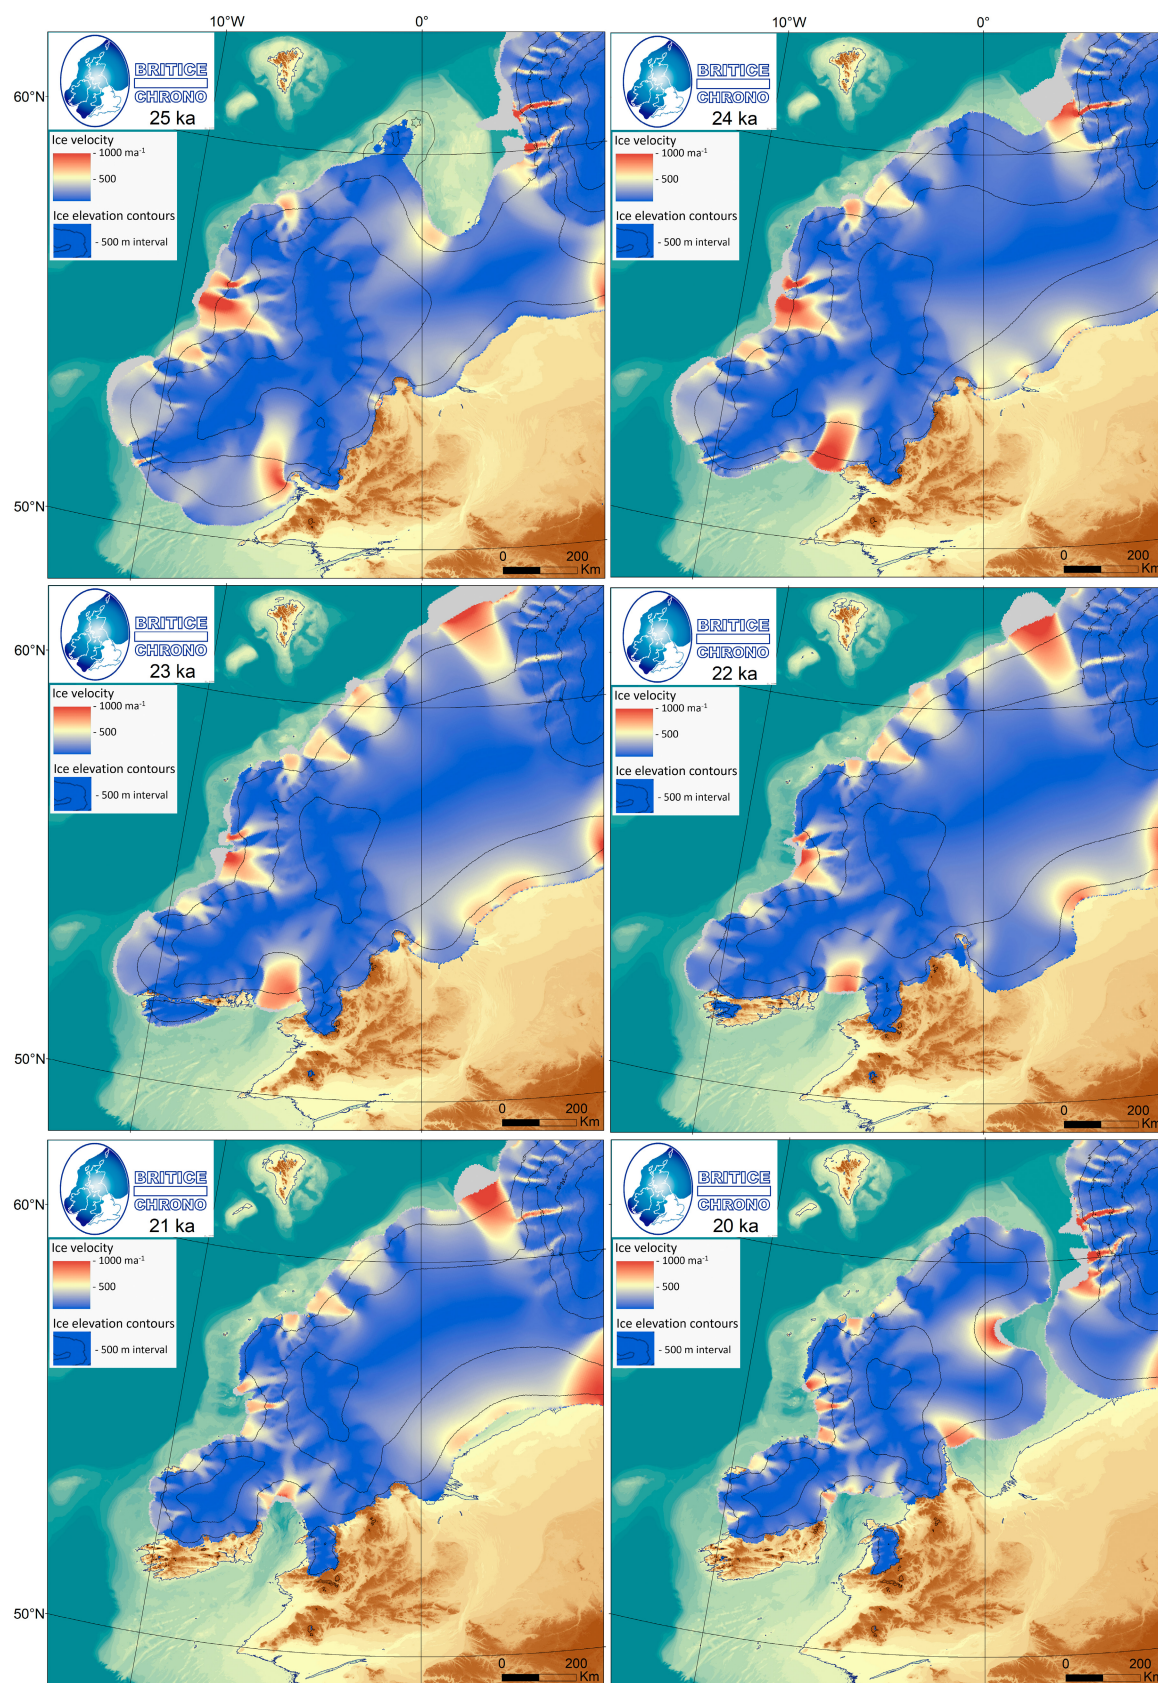 10°W 0° 10°W 0°
BRITICE
CHRONO
25 ka
60°N
Ice velocity
- 1000 ma-1
- 500
Ice elevation contours
- 500 m interval
50°N
0 200
Km
BRITICE
CHRONO
24 ka
Ice velocity
- 1000 ma-1
- 500
Ice elevation contours
- 500 m interval
0 200
Km
BRITICE
CHRONO
23 ka
60°N
Ice velocity
- 1000 ma-1
- 500
Ice elevation contours
- 500 m interval
50°N
0 200
Km
BRITICE
CHRONO
22 ka
Ice velocity
- 1000 ma-1
- 500
Ice elevation contours
- 500 m interval
0 200
Km
BRITICE
CHRONO
21 ka
60°N
Ice velocity
- 1000 ma-1
- 500
Ice elevation contours
- 500 m interval
50°N
0 200
Km
BRITICE
CHRONO
20 ka
Ice velocity
- 1000 ma-1
- 500
Ice elevation contours
- 500 m interval
0 200
Km